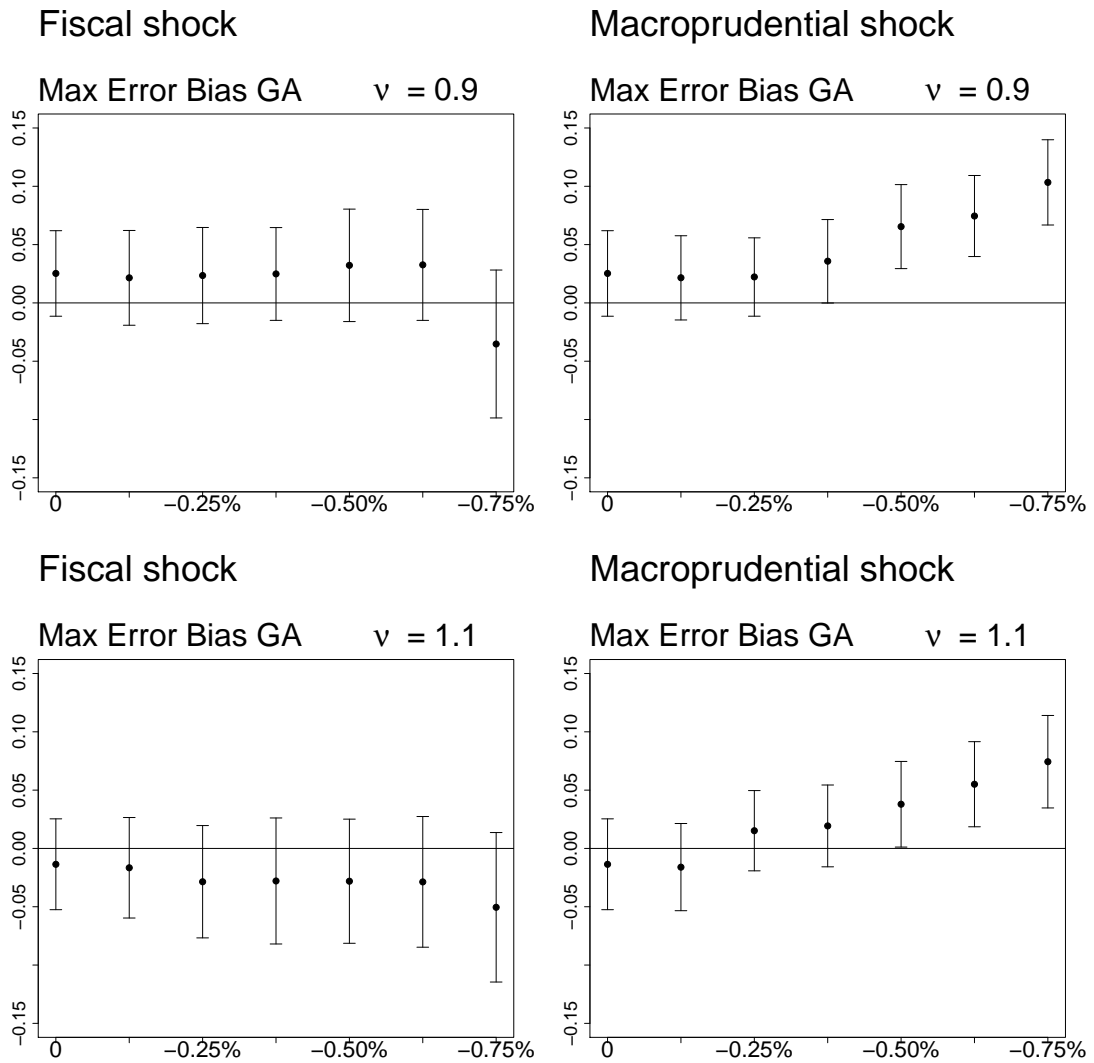 Fiscal shock
Max Error Bias GA ν = 0.9
0.15
0.10
0.05
0.00
−0.05
−0.15
0 −0.25% −0.50% −0.75%
Macroprudential shock
Max Error Bias GA ν = 0.9
0.15
0.10
0.05
0.00
−0.05
−0.15
0 −0.25% −0.50% −0.75%
Fiscal shock
Max Error Bias GA ν = 1.1
0.15
0.10
0.05
0.00
−0.05
−0.15
0 −0.25% −0.50% −0.75%
Macroprudential shock
Max Error Bias GA ν = 1.1
0.15
0.10
0.05
0.00
−0.05
−0.15
0 −0.25% −0.50% −0.75%